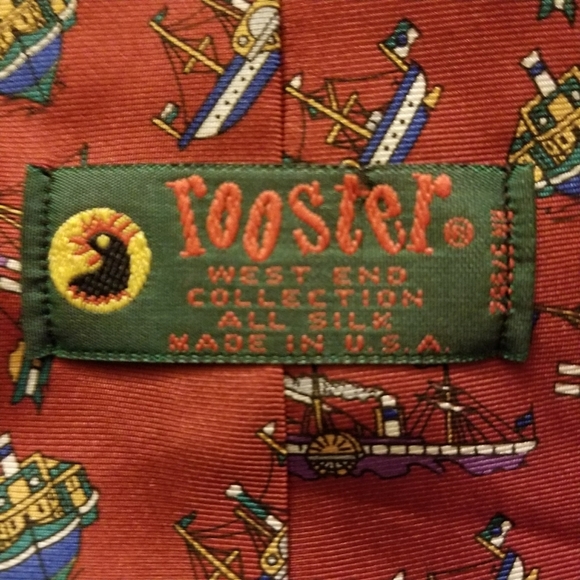 rooster®
WEST END
COLLECTION
ALL SILK
MADE IN U.S.A.